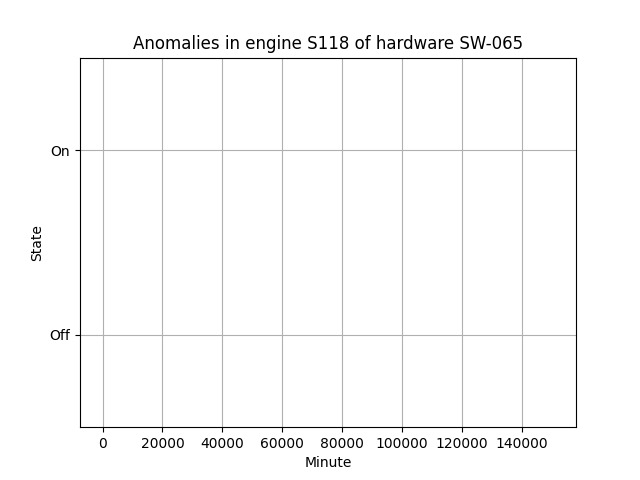 Anomalies in engine S118 of hardware SW-065
On
State
Off
0 20000 40000 60000 80000 100000 120000 140000
Minute